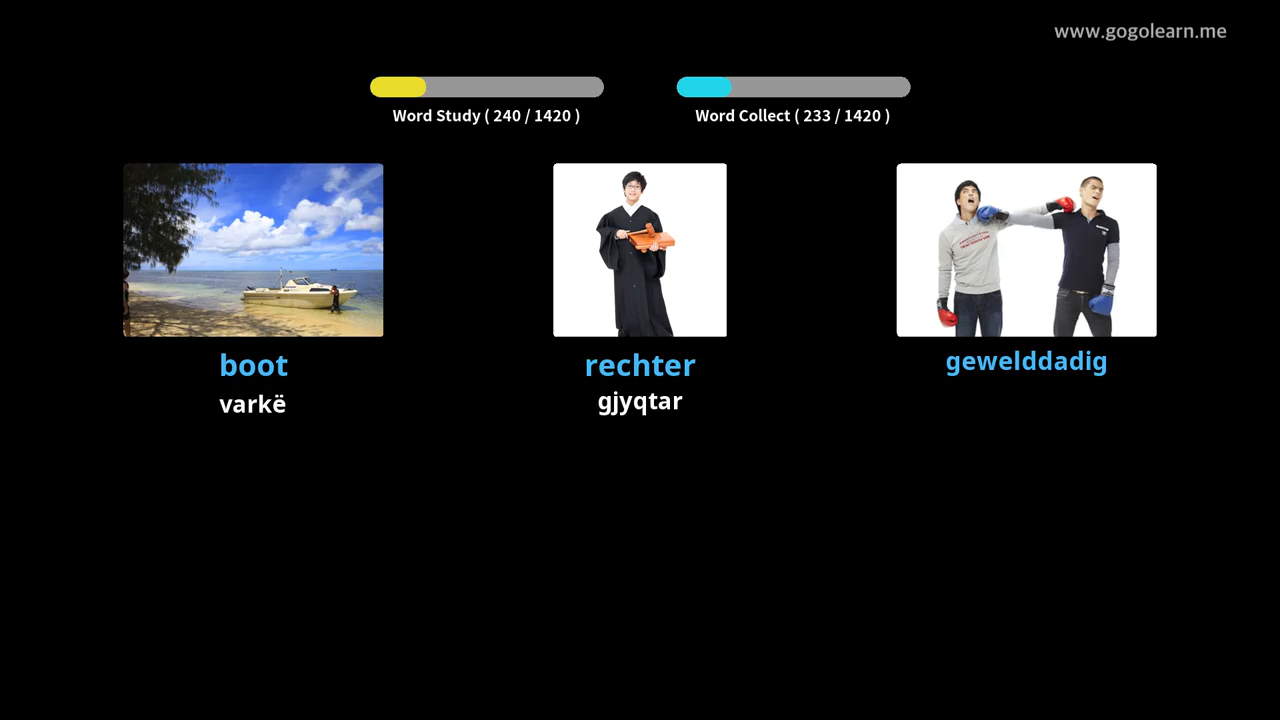 www.gogolearn.me
Word Study ( 240 / 1420 )
Word Collect ( 233 / 1420 )
boot
rechter
gewelddadig
varkë
gjyqtar